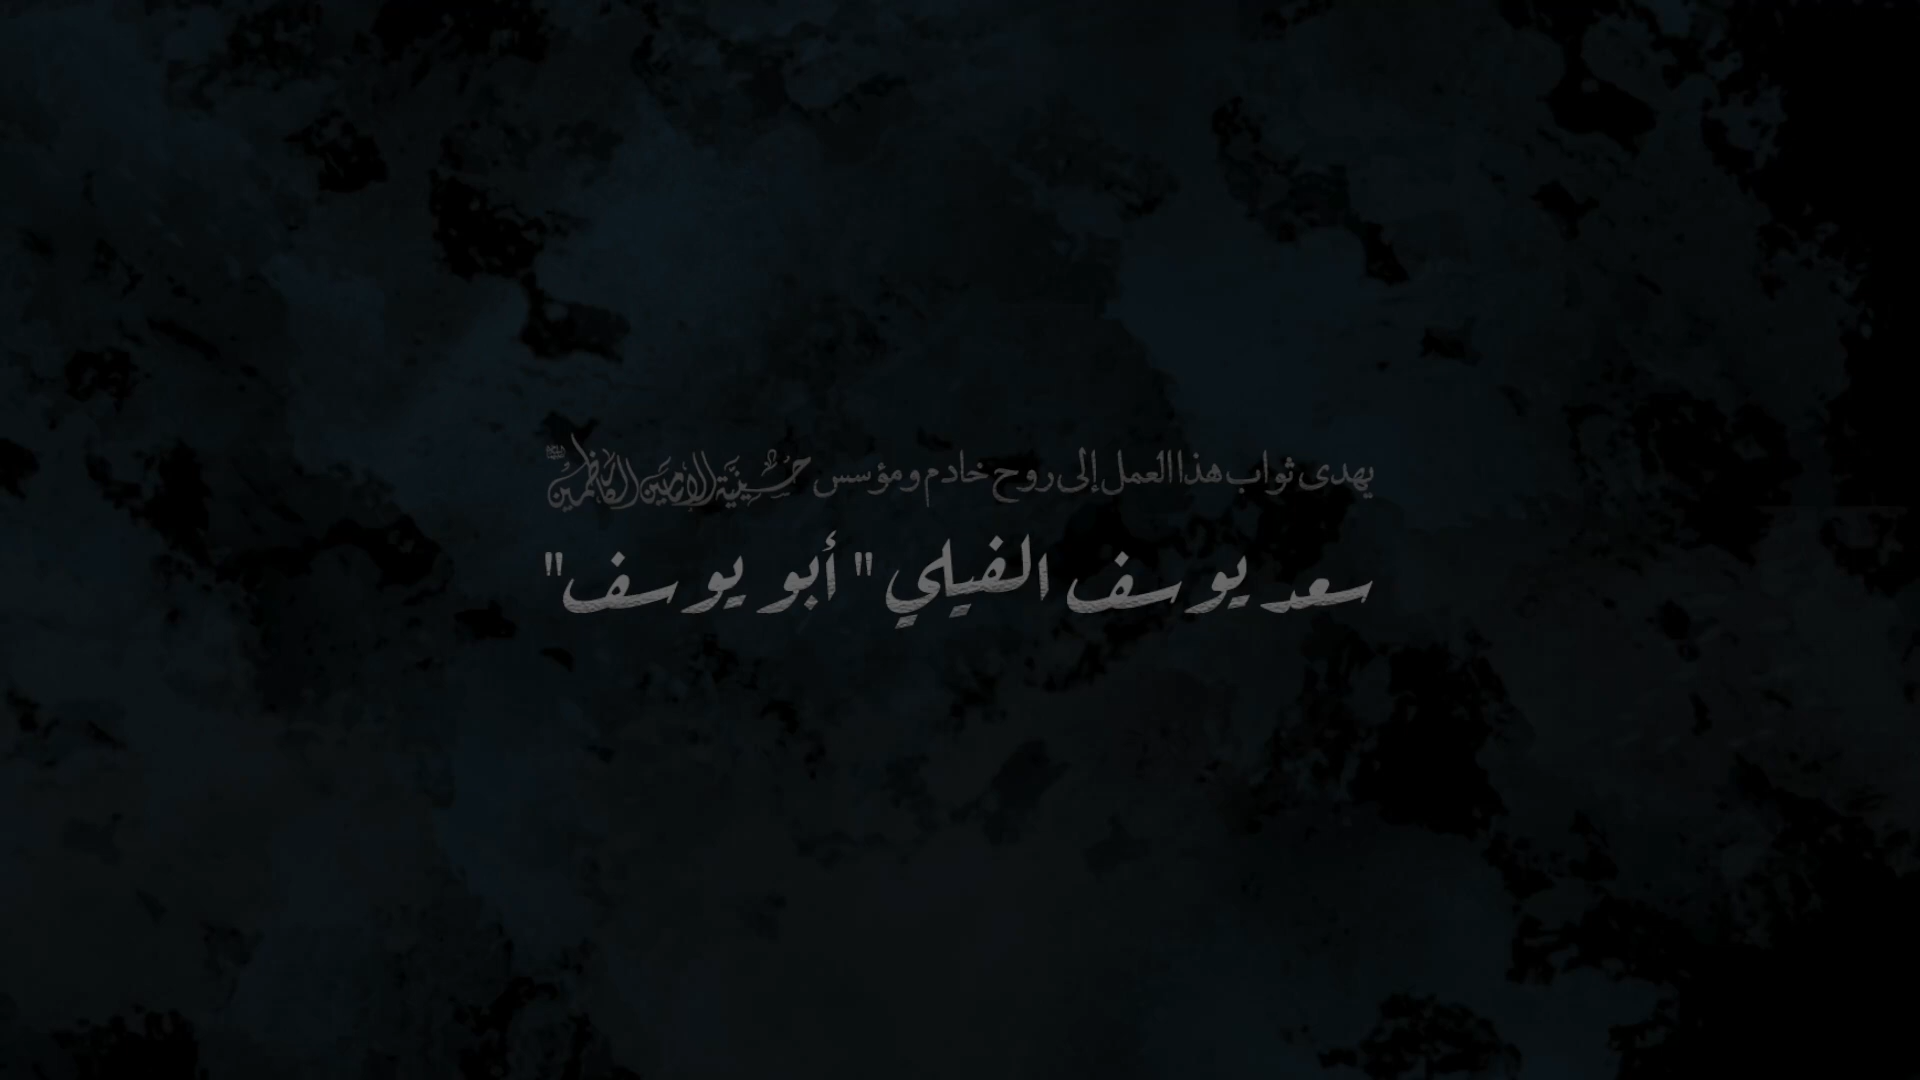 يهدى ثواب هذا العمل إلى روح خادم ومؤسس حسينية الإمامين الكاظمين
سعد يوسف الفيلي "أبو يوسف"